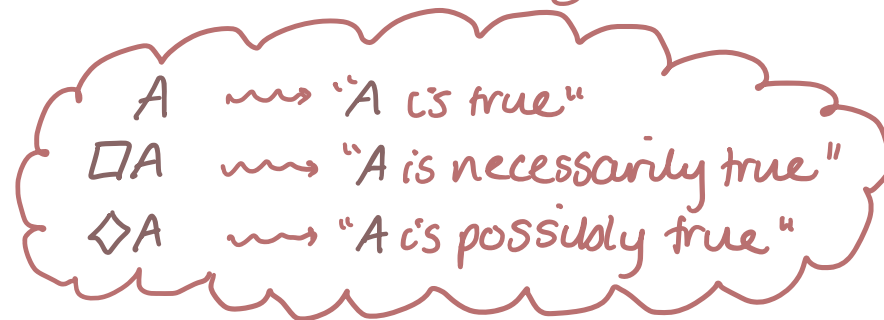 A ⇝ "A is true"
□A ⇝ "A is necessarily true"
◇A ⇝ "A is possibly true"